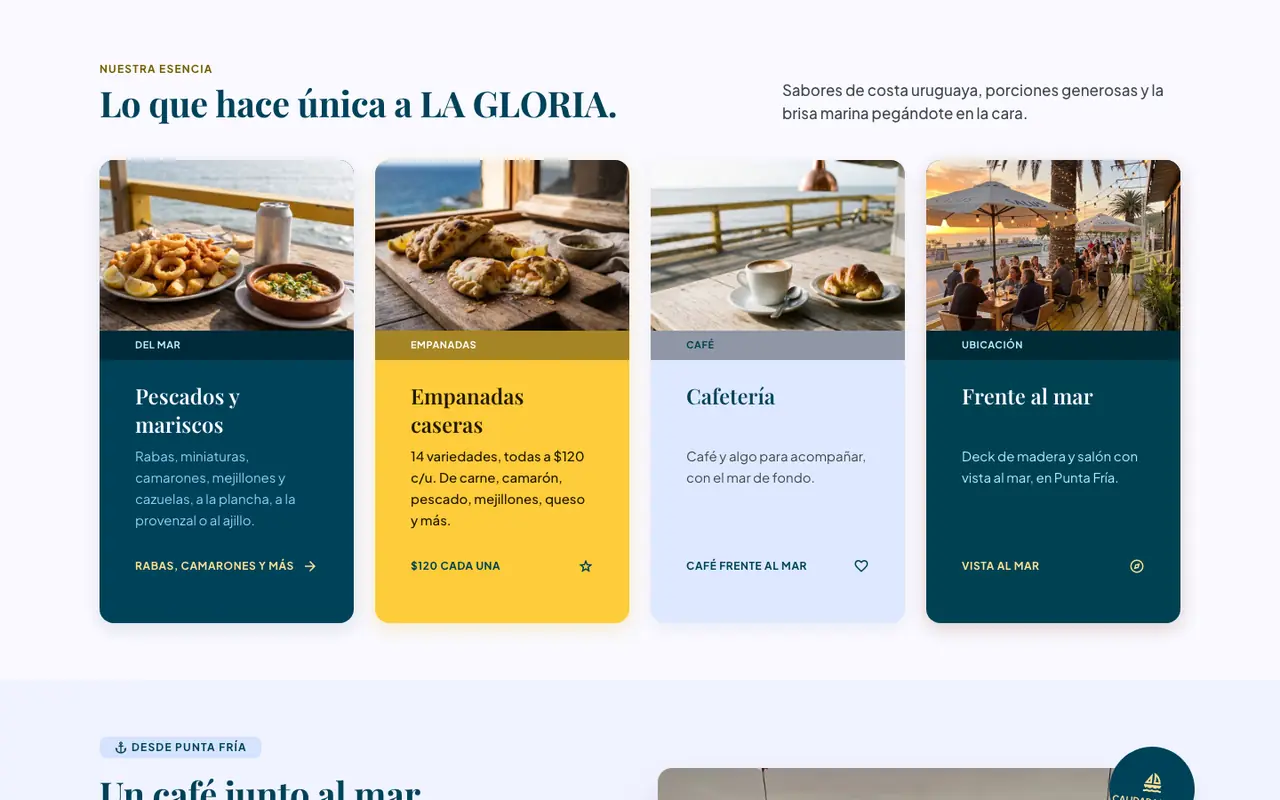 NUESTRA ESENCIA
Lo que hace única a LA GLORIA.
Sabores de costa uruguaya, porciones generosas y la
brisa marina pegándote en la cara.
DEL MAR
Pescados y
mariscos
Rabas, miniaturas,
camarones, mejillones y
cazuelas, a la plancha, a la
provenzal o al ajillo.
RABAS, CAMARONES Y MÁS
EMPANADAS
Empanadas
caseras
14 variedades, todas a $120
c/u. De carne, camarón,
pescado, mejillones, queso
y más.
$120 CADA UNA
CAFÉ
Cafetería
Café y algo para acompañar,
con el mar de fondo.
CAFÉ FRENTE AL MAR
UBICACIÓN
Frente al mar
Deck de madera y salón con
vista al mar, en Punta Fría.
VISTA AL MAR
DESDE PUNTA FRÍA
Un café junto al mar